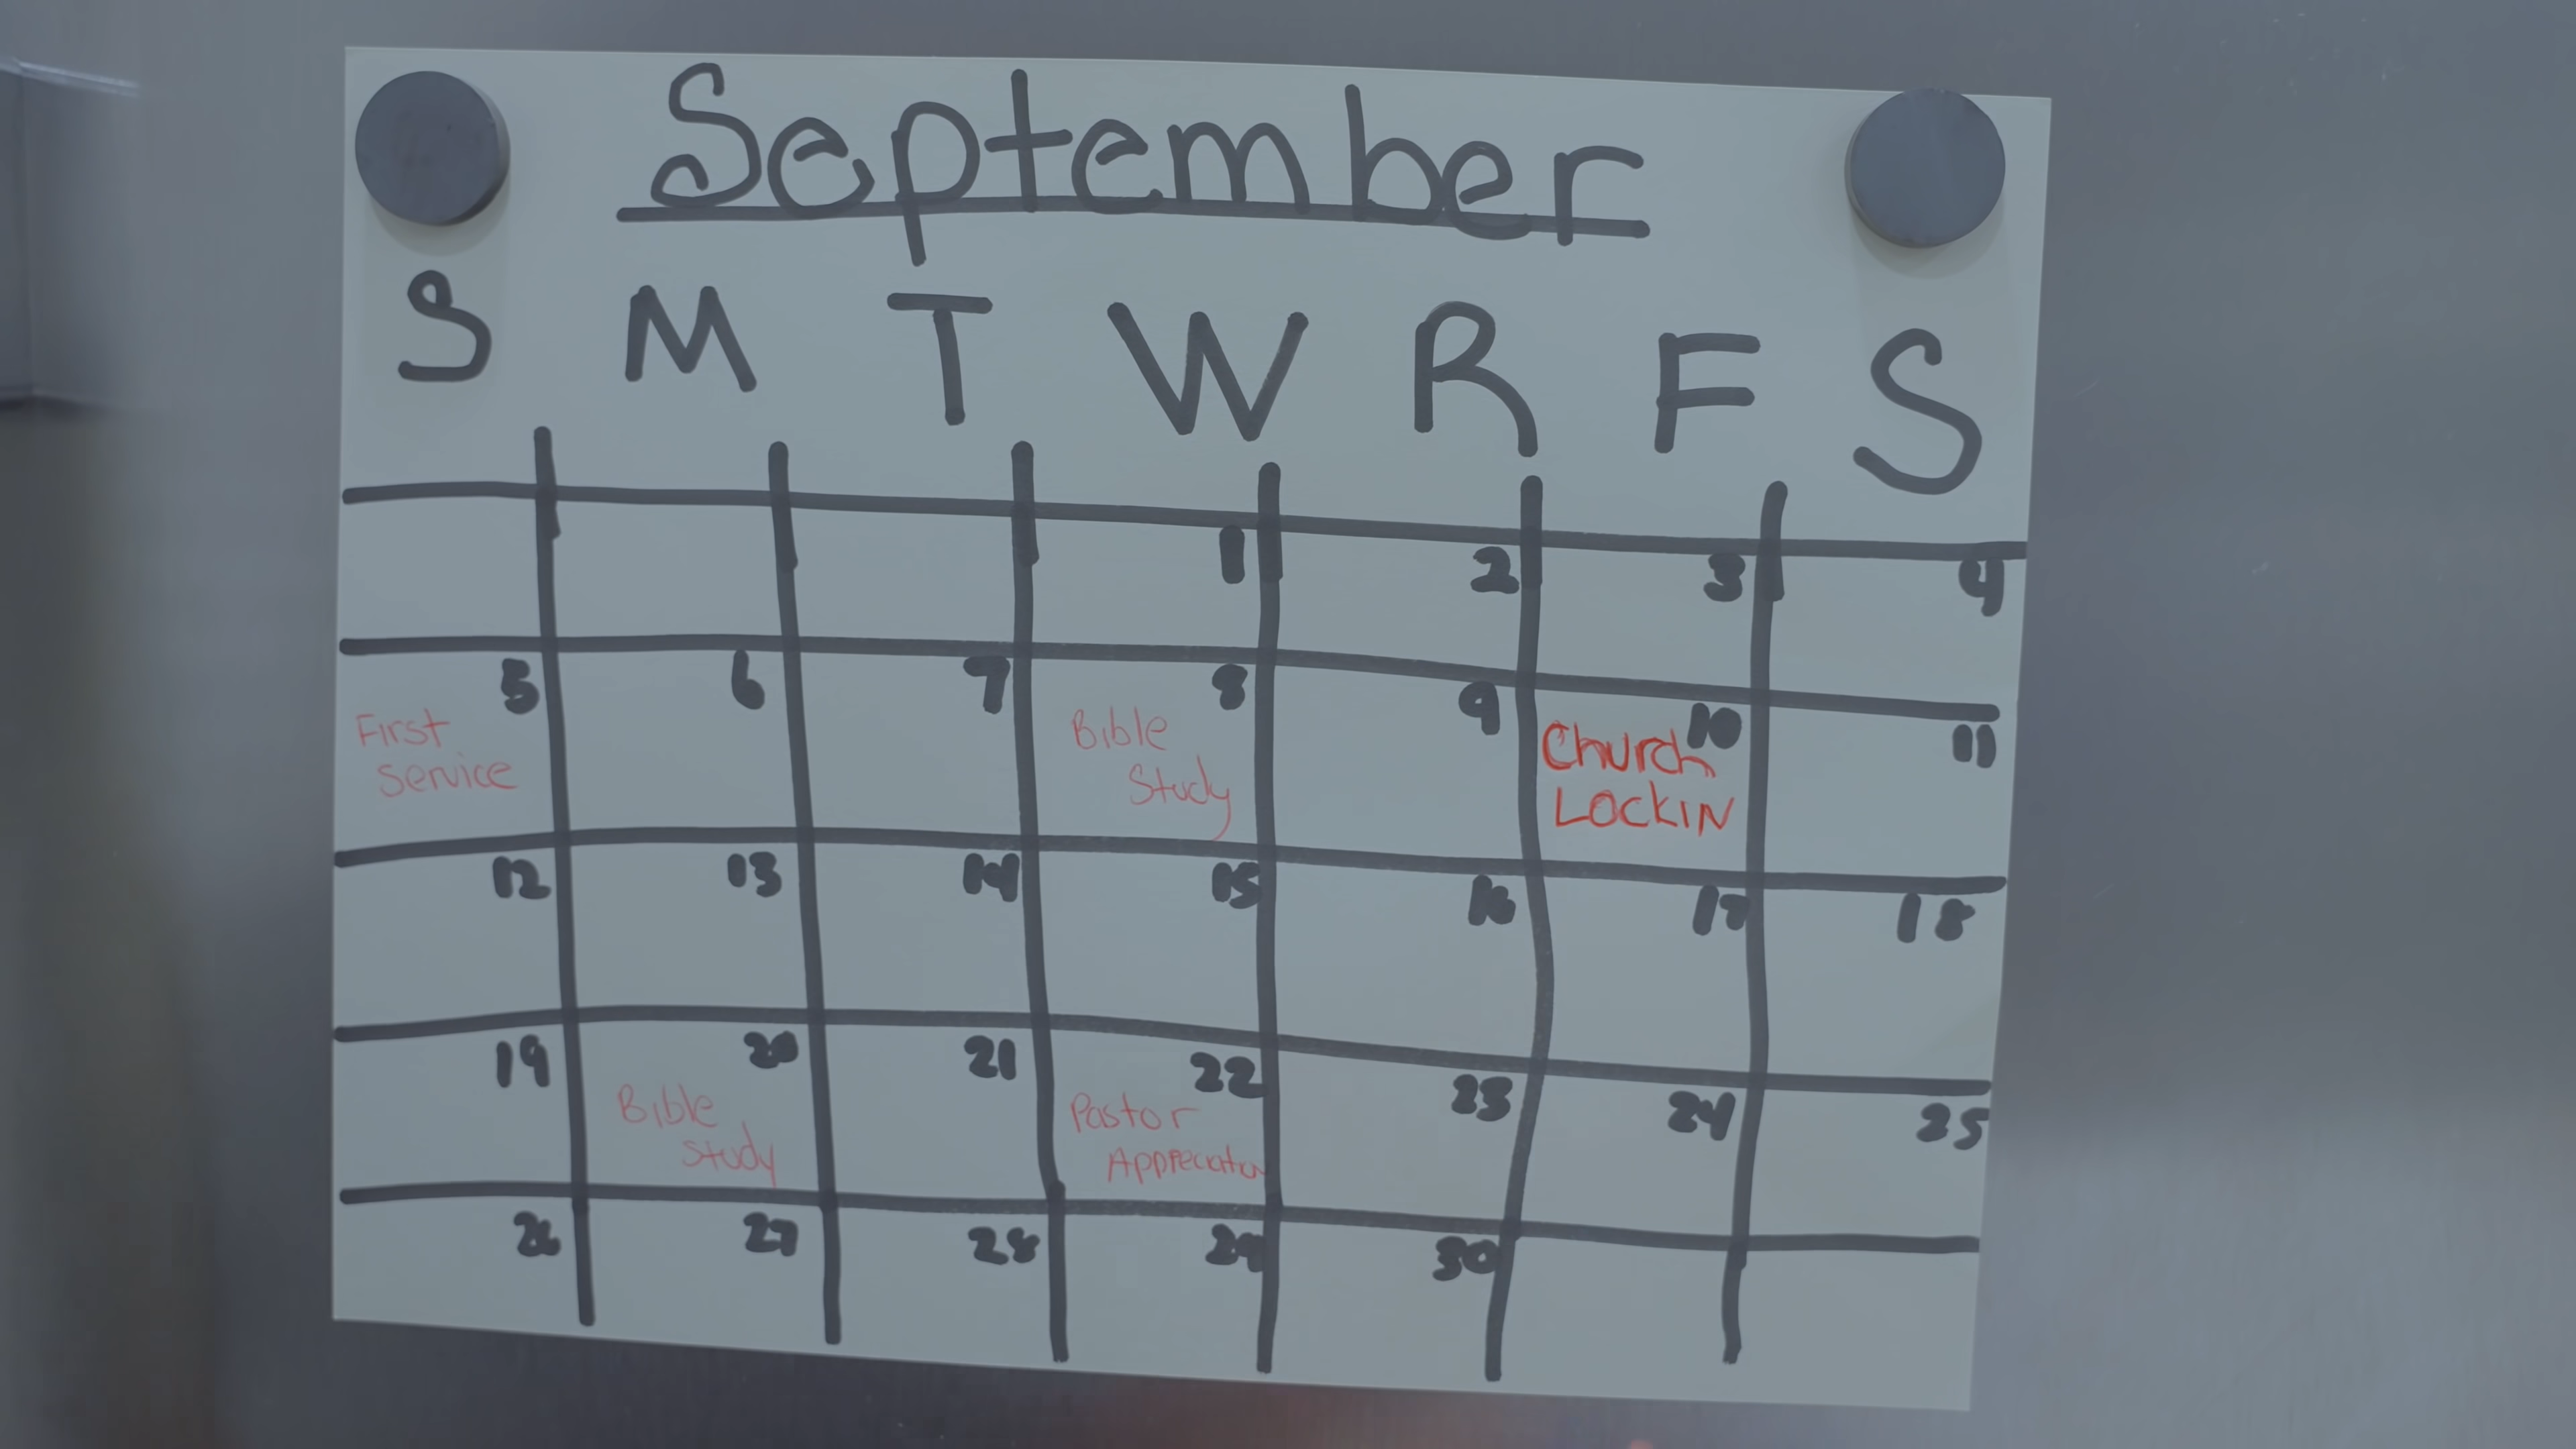 September
S M T W R F S
1 2 3 4
5 6 7 8 9 10 11
First
Service
Bible
Study
Church
LOCKIN
12 13 14 15 16 17 18
19 20 21 22 23 24 25
Bible
Study
Pastor
Appreciation
26 27 28 29 30